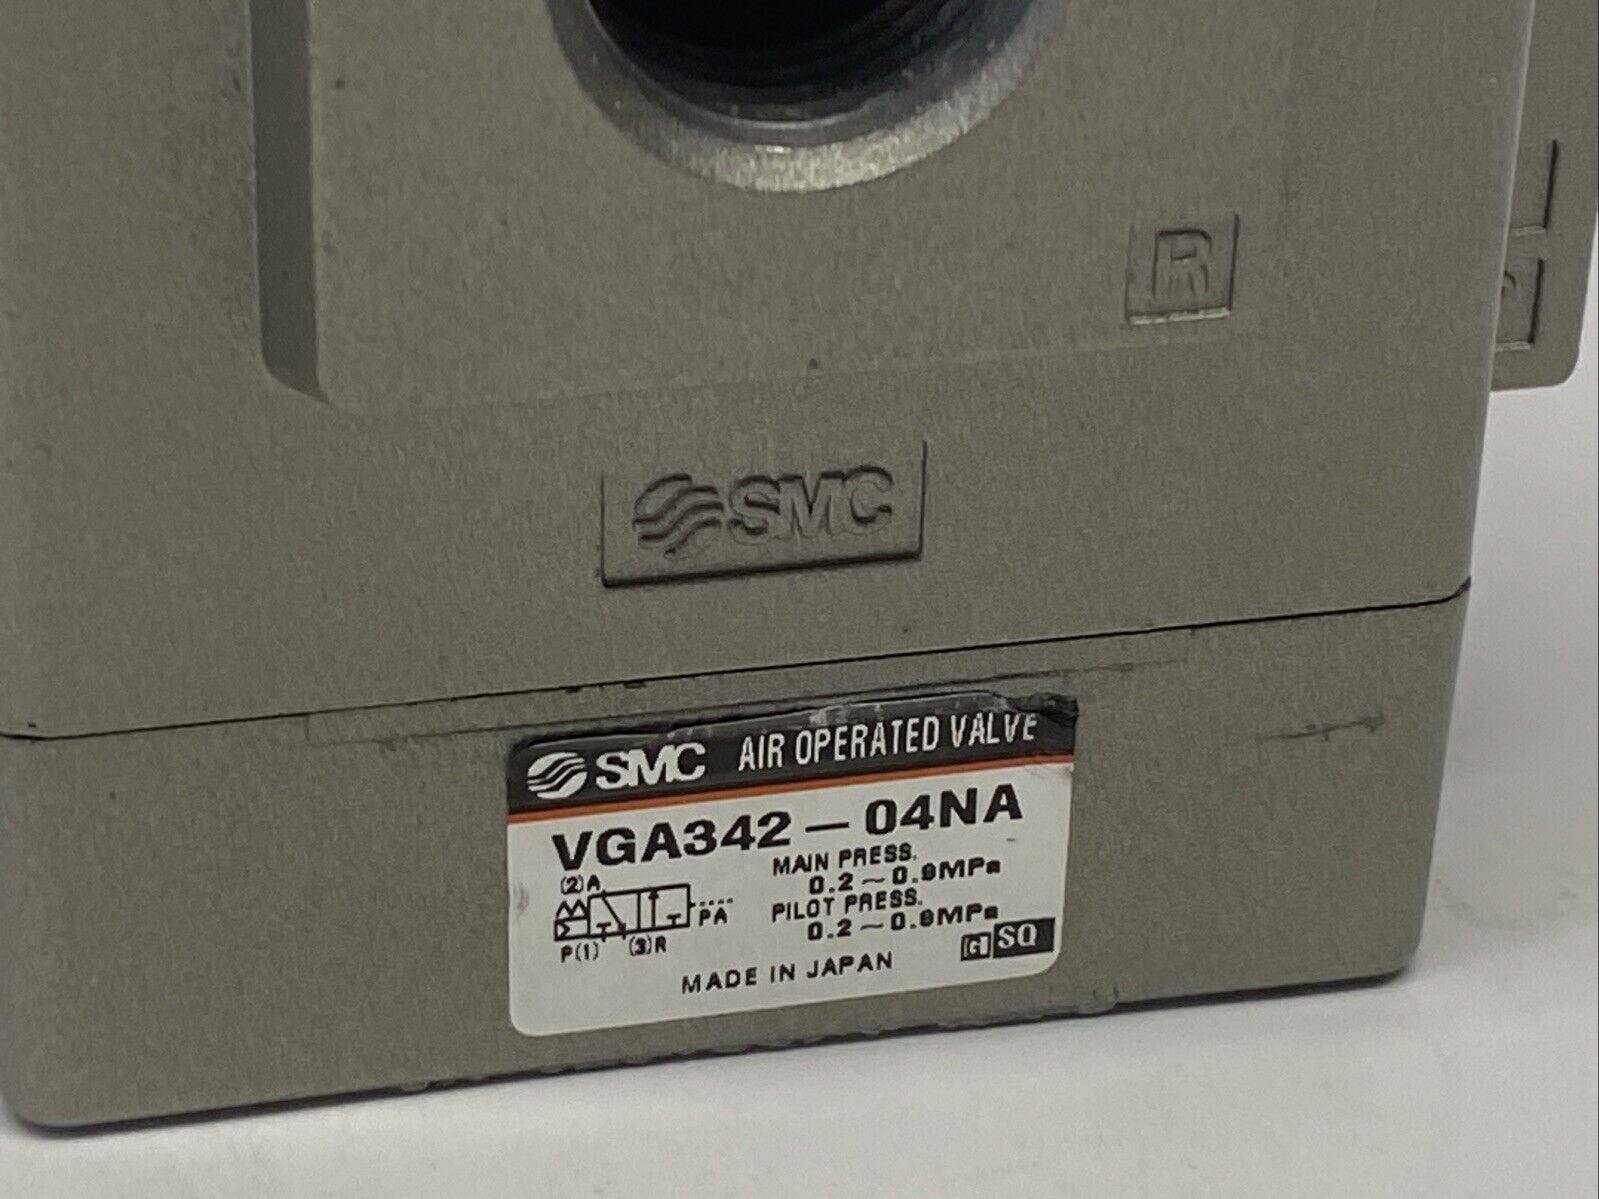 R
SMC
SMC AIR OPERATED VALVE
VGA342-04NA
(2)A
MAIN PRESS.
0.2~0.9MPa
PA
PILOT PRESS.
0.2~0.9MPa
P(1) (3)R
G SQ
MADE IN JAPAN